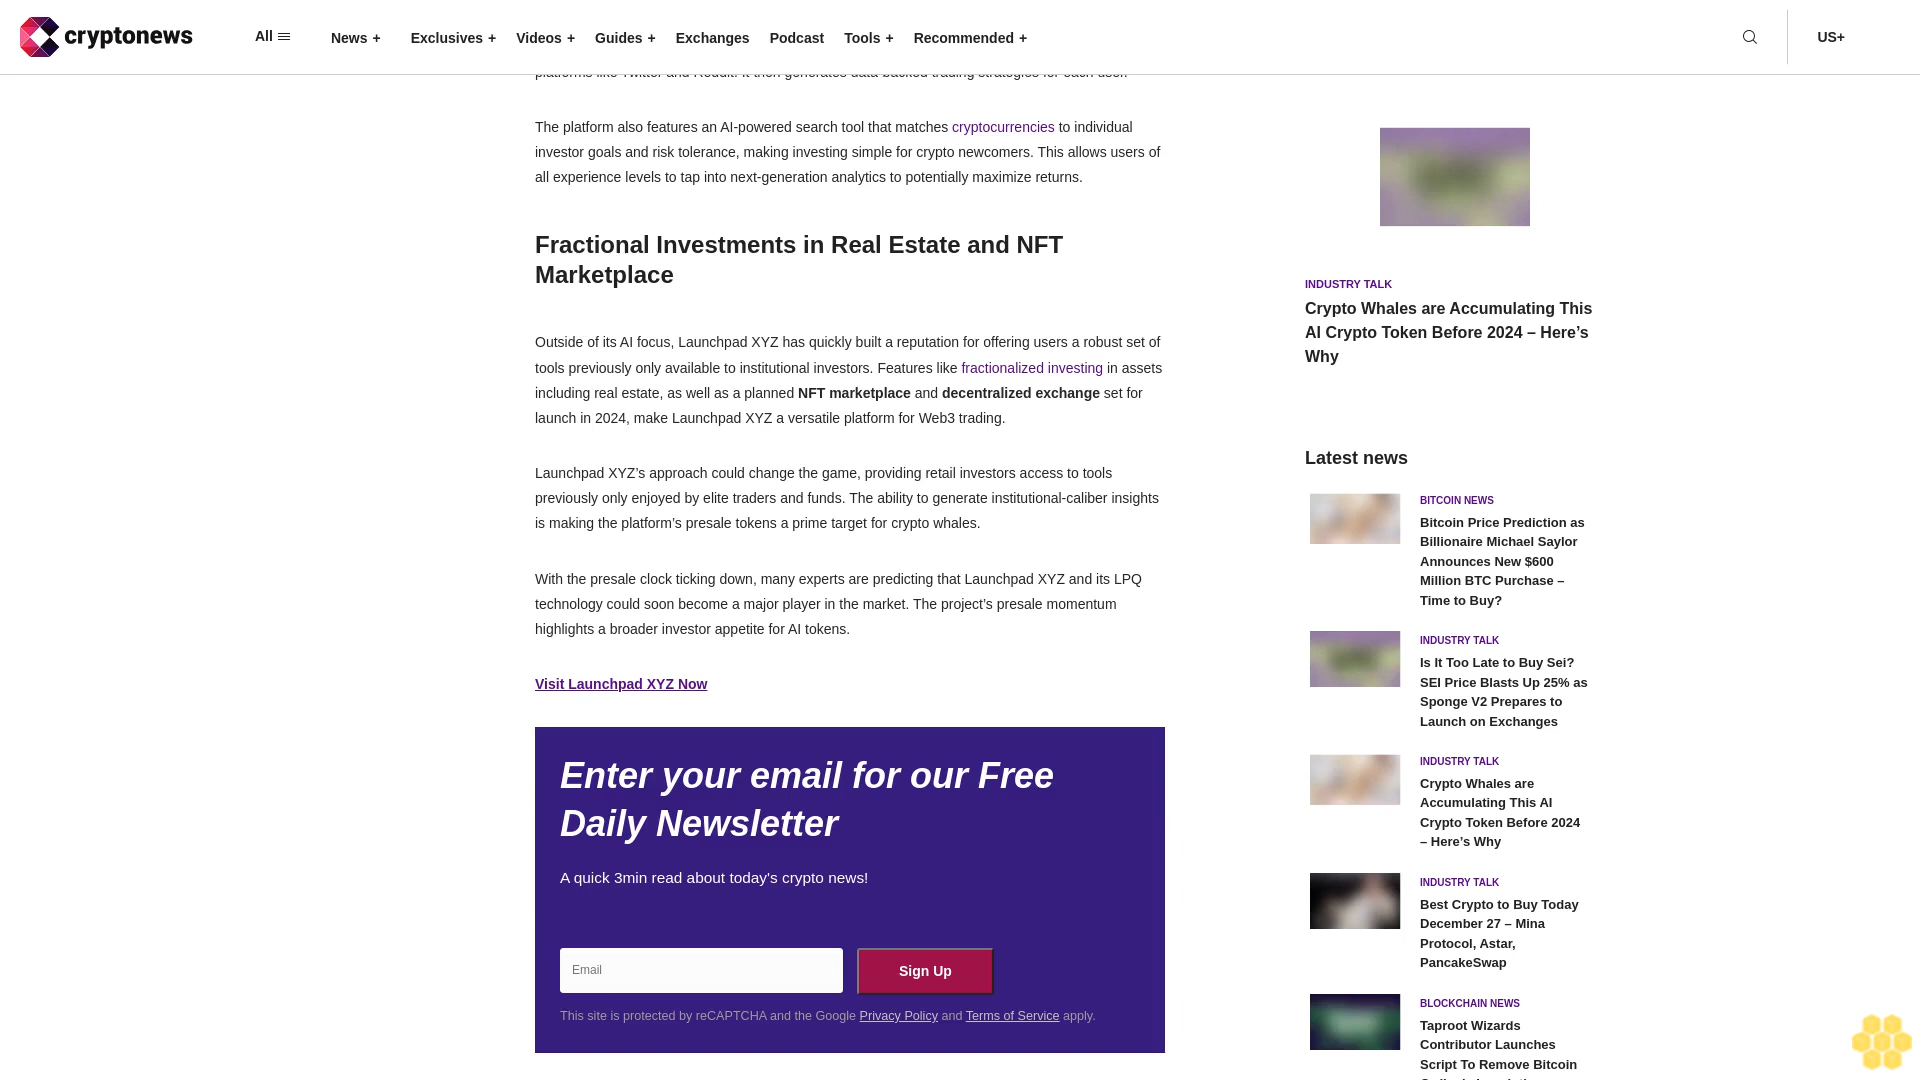 cryptonews
All
News +
Exclusives +
Videos +
Guides +
Exchanges
Podcast
Tools +
Recommended +
US+
The platform also features an AI-powered search tool that matches cryptocurrencies to individual
investor goals and risk tolerance, making investing simple for crypto newcomers. This allows users of
all experience levels to tap into next-generation analytics to potentially maximize returns.
Fractional Investments in Real Estate and NFT
Marketplace
Outside of its AI focus, Launchpad XYZ has quickly built a reputation for offering users a robust set of
tools previously only available to institutional investors. Features like fractionalized investing in assets
including real estate, as well as a planned NFT marketplace and decentralized exchange set for
launch in 2024, make Launchpad XYZ a versatile platform for Web3 trading.
Launchpad XYZ’s approach could change the game, providing retail investors access to tools
previously only enjoyed by elite traders and funds. The ability to generate institutional-caliber insights
is making the platform’s presale tokens a prime target for crypto whales.
With the presale clock ticking down, many experts are predicting that Launchpad XYZ and its LPQ
technology could soon become a major player in the market. The project’s presale momentum
highlights a broader investor appetite for AI tokens.
Visit Launchpad XYZ Now
Enter your email for our Free
Daily Newsletter
A quick 3min read about today's crypto news!
Email
Sign Up
This site is protected by reCAPTCHA and the Google Privacy Policy and Terms of Service apply.
INDUSTRY TALK
Crypto Whales are Accumulating This
AI Crypto Token Before 2024 – Here’s
Why
Latest news
BITCOIN NEWS
Bitcoin Price Prediction as
Billionaire Michael Saylor
Announces New $600
Million BTC Purchase –
Time to Buy?
INDUSTRY TALK
Is It Too Late to Buy Sei?
SEI Price Blasts Up 25% as
Sponge V2 Prepares to
Launch on Exchanges
INDUSTRY TALK
Crypto Whales are
Accumulating This AI
Crypto Token Before 2024
– Here’s Why
INDUSTRY TALK
Best Crypto to Buy Today
December 27 – Mina
Protocol, Astar,
PancakeSwap
BLOCKCHAIN NEWS
Taproot Wizards
Contributor Launches
Script To Remove Bitcoin